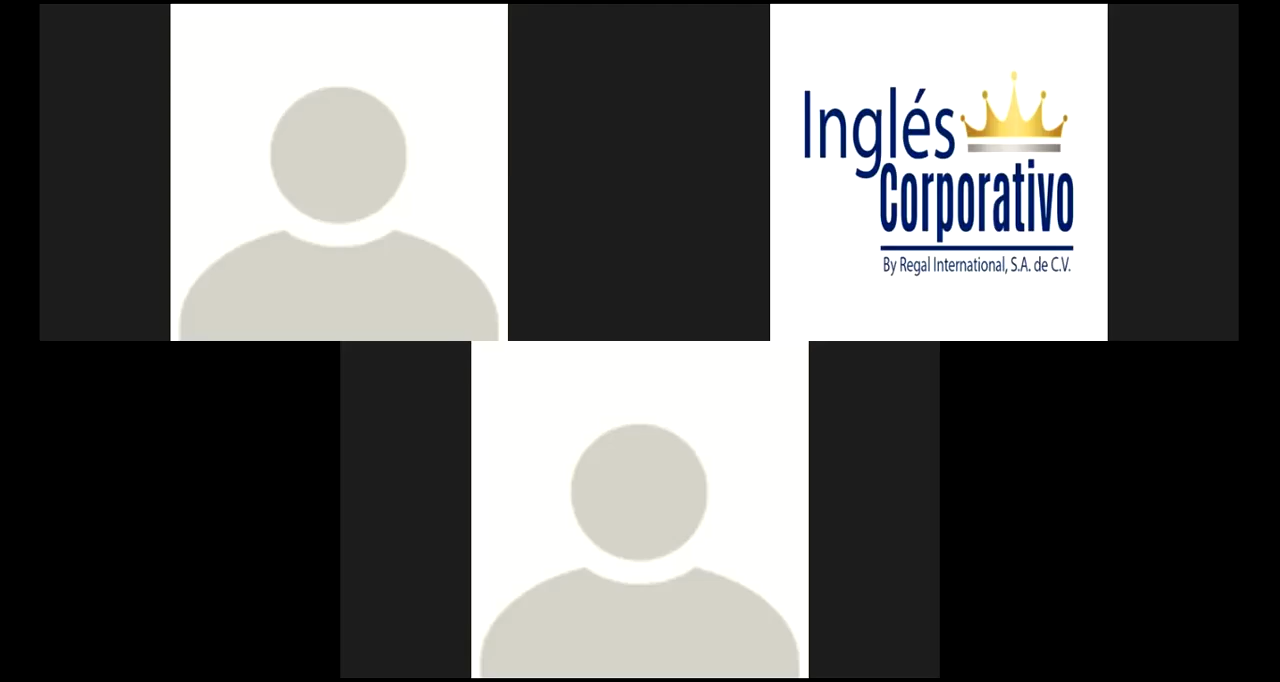 Inglés
Corporativo
By Regal International, S.A. de C.V.